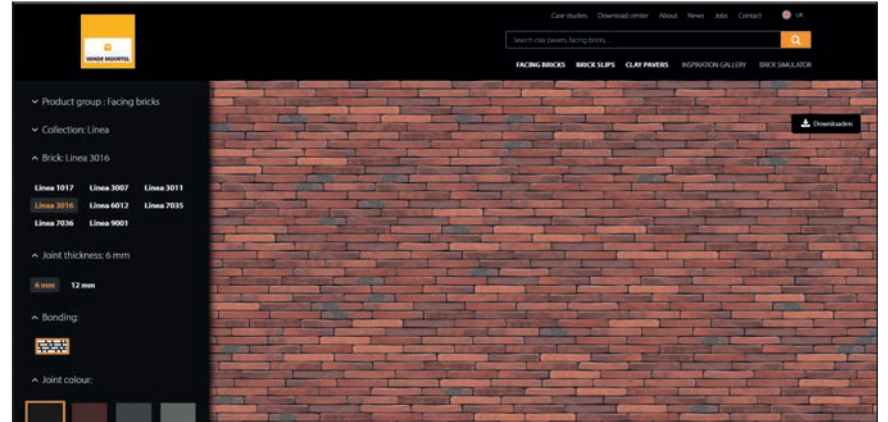 Case studies Download center About News Jobs Contact UK
Search clay pavers, facing bricks, ...
VANDE MOORTEL
FACING BRICKS BRICK SLIPS CLAY PAVERS INSPIRATION GALLERY BRICK SIMULATOR
Product group : Facing bricks
Downloaden
Collection: Linea
Brick: Linea 3016
Linea 1017 Linea 3007 Linea 3011
Linea 3016 Linea 6012 Linea 7035
Linea 7036 Linea 9001
Joint thickness: 6 mm
6 mm 12 mm
Bonding:
Joint colour: